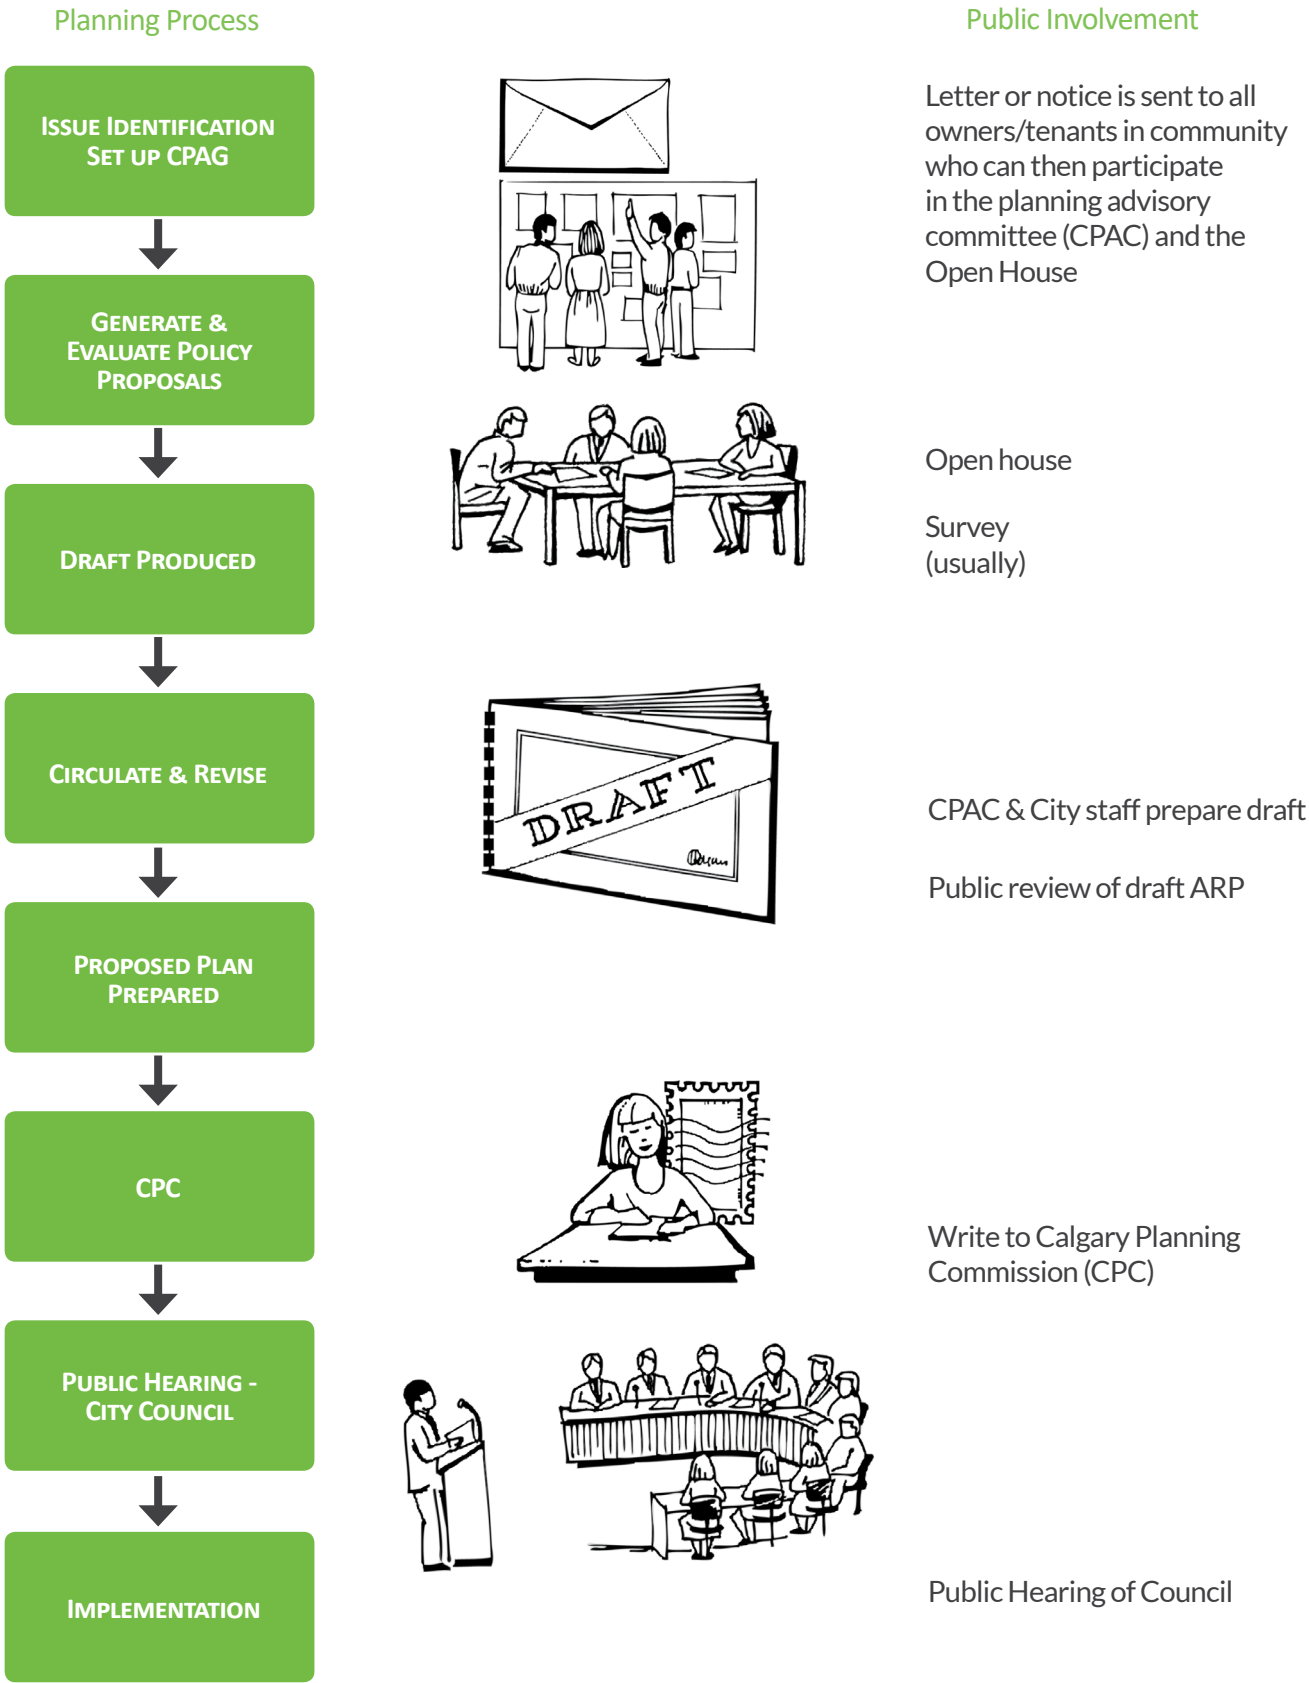 Planning Process
Public Involvement
ISSUE IDENTIFICATION
SET UP CPAG
GENERATE &
EVALUATE POLICY
PROPOSALS
DRAFT PRODUCED
CIRCULATE & REVISE
PROPOSED PLAN
PREPARED
CPC
PUBLIC HEARING -
CITY COUNCIL
IMPLEMENTATION
DRAFT
Letter or notice is sent to all
owners/tenants in community
who can then participate
in the planning advisory
committee (CPAC) and the
Open House
Open house
Survey
(usually)
CPAC & City staff prepare draft
Public review of draft ARP
Write to Calgary Planning
Commission (CPC)
Public Hearing of Council